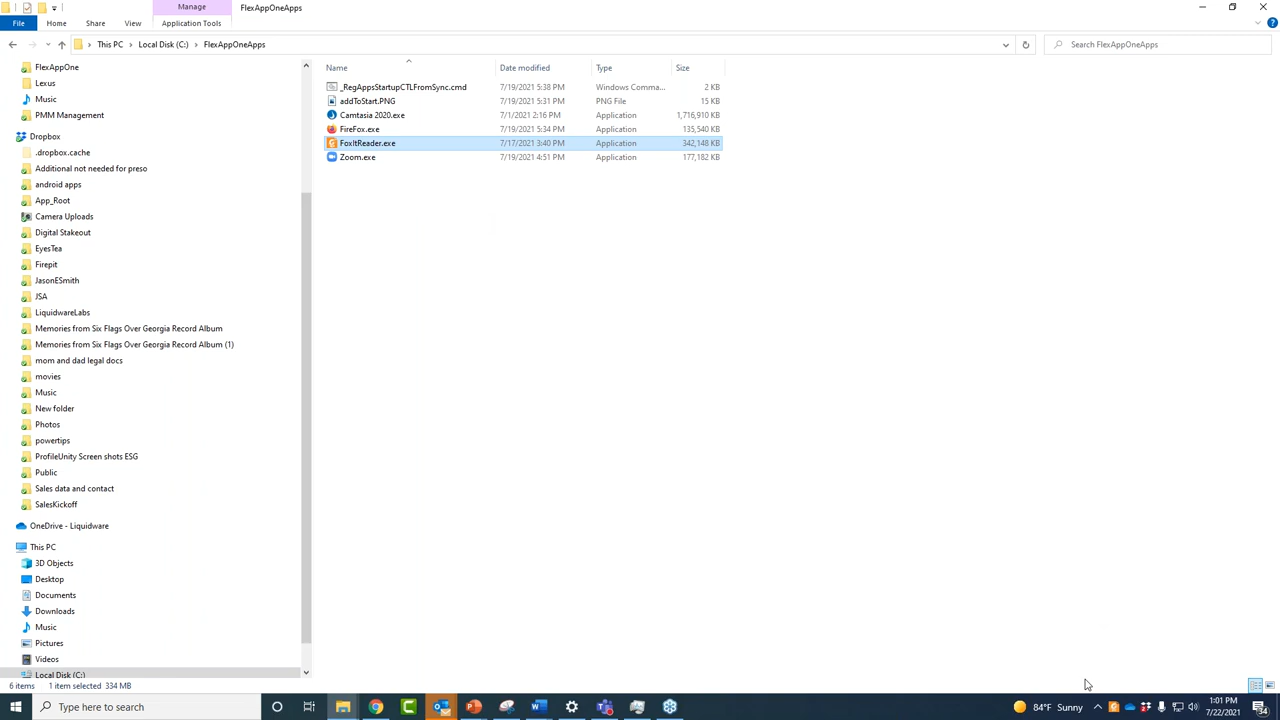 Manage
FlexAppOneApps
File
Home
Share
View
Application Tools
This PC > Local Disk (C:) > FlexAppOneApps
Search FlexAppOneApps
Name
Date modified
Type
Size
_RegAppsStartupCTLFromSync.cmd 7/19/2021 5:38 PM Windows Comma... 2 KB
addToStart.PNG 7/19/2021 5:31 PM PNG File 15 KB
Camtasia 2020.exe 7/1/2021 2:16 PM Application 1,716,910 KB
FireFox.exe 7/19/2021 5:34 PM Application 135,540 KB
FoxItReader.exe 7/17/2021 3:40 PM Application 342,148 KB
Zoom.exe 7/19/2021 4:51 PM Application 177,182 KB
FlexAppOne
Lexus
Music
PMM Management
Dropbox
.dropbox.cache
Additional not needed for preso
android apps
App_Root
Camera Uploads
Digital Stakeout
EyesTea
Firepit
JasonESmith
JSA
LiquidwareLabs
Memories from Six Flags Over Georgia Record Album
Memories from Six Flags Over Georgia Record Album (1)
mom and dad legal docs
movies
Music
New folder
Photos
powertips
ProfileUnity Screen shots ESG
Public
Sales data and contact
SalesKickoff
OneDrive - Liquidware
This PC
3D Objects
Desktop
Documents
Downloads
Music
Pictures
Videos
Local Disk (C:)
6 items 1 item selected 334 MB
Type here to search
84°F Sunny
1:01 PM
7/22/2021
34